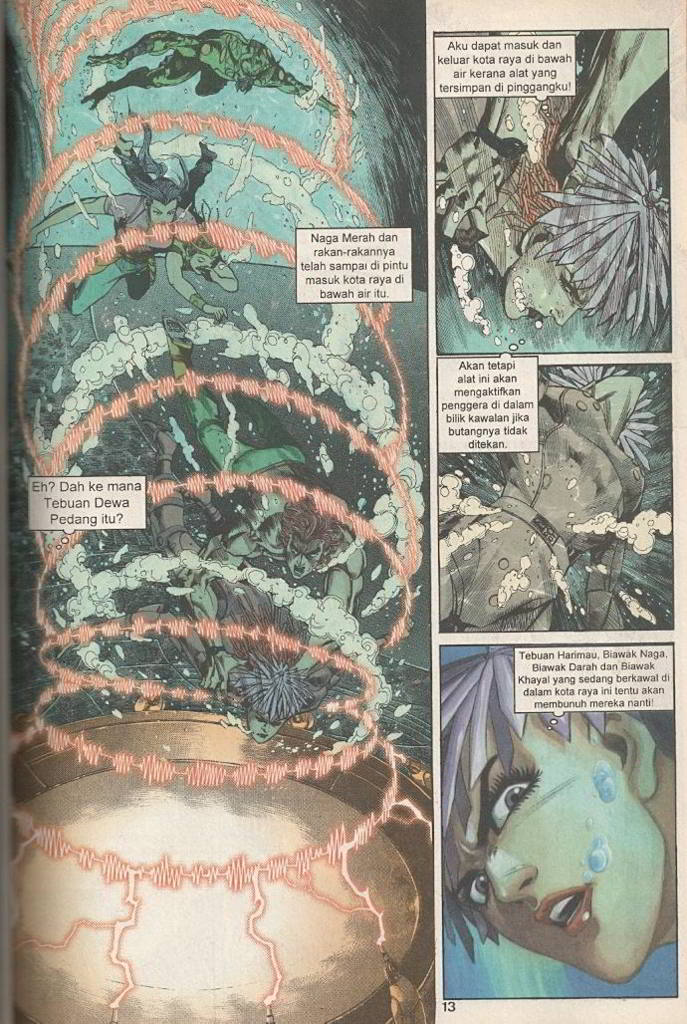 Naga Merah dan
rakan-rakannya
telah sampai di pintu
masuk kota raya di
bawah air itu.
Eh? Dah ke mana
Tebuan Dewa
Pedang itu?
Aku dapat masuk dan
keluar kota raya di bawah
air kerana alat yang
tersimpan di pinggangku!
Akan tetapi
alat ini akan
mengaktifkan
penggera di dalam
bilik kawalan jika
butangnya tidak
ditekan.
Tebuan Harimau, Biawak Naga,
Biawak Darah dan Biawak
Khayal yang sedang berkawal di
dalam kota raya ini tentu akan
membunuh mereka nanti!
13